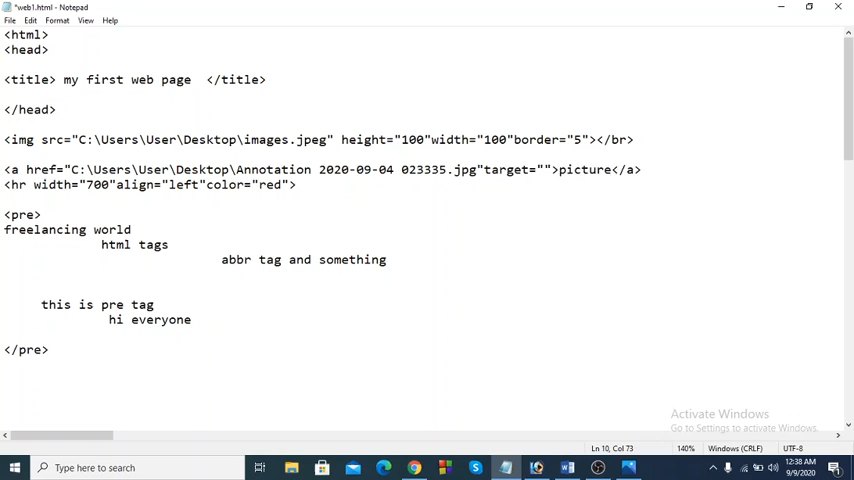 *web1.html - Notepad
File Edit Format View Help
<html>
<head>
<title> my first web page  </title>
</head>
<img src="C:\Users\User\Desktop\images.jpeg" height="100"width="100"border="5"></br>
<a href="C:\Users\User\Desktop\Annotation 2020-09-04 023335.jpg"target="">picture</a>
<hr width="700"align="left"color="red">
<pre>
freelancing world
html tags
abbr tag and something
this is pre tag
hi everyone
</pre>
Activate Windows
Go to Settings to activate Windows.
Ln 10, Col 73 140% Windows (CRLF) UTF-8
Type here to search
12:38 AM
9/9/2020